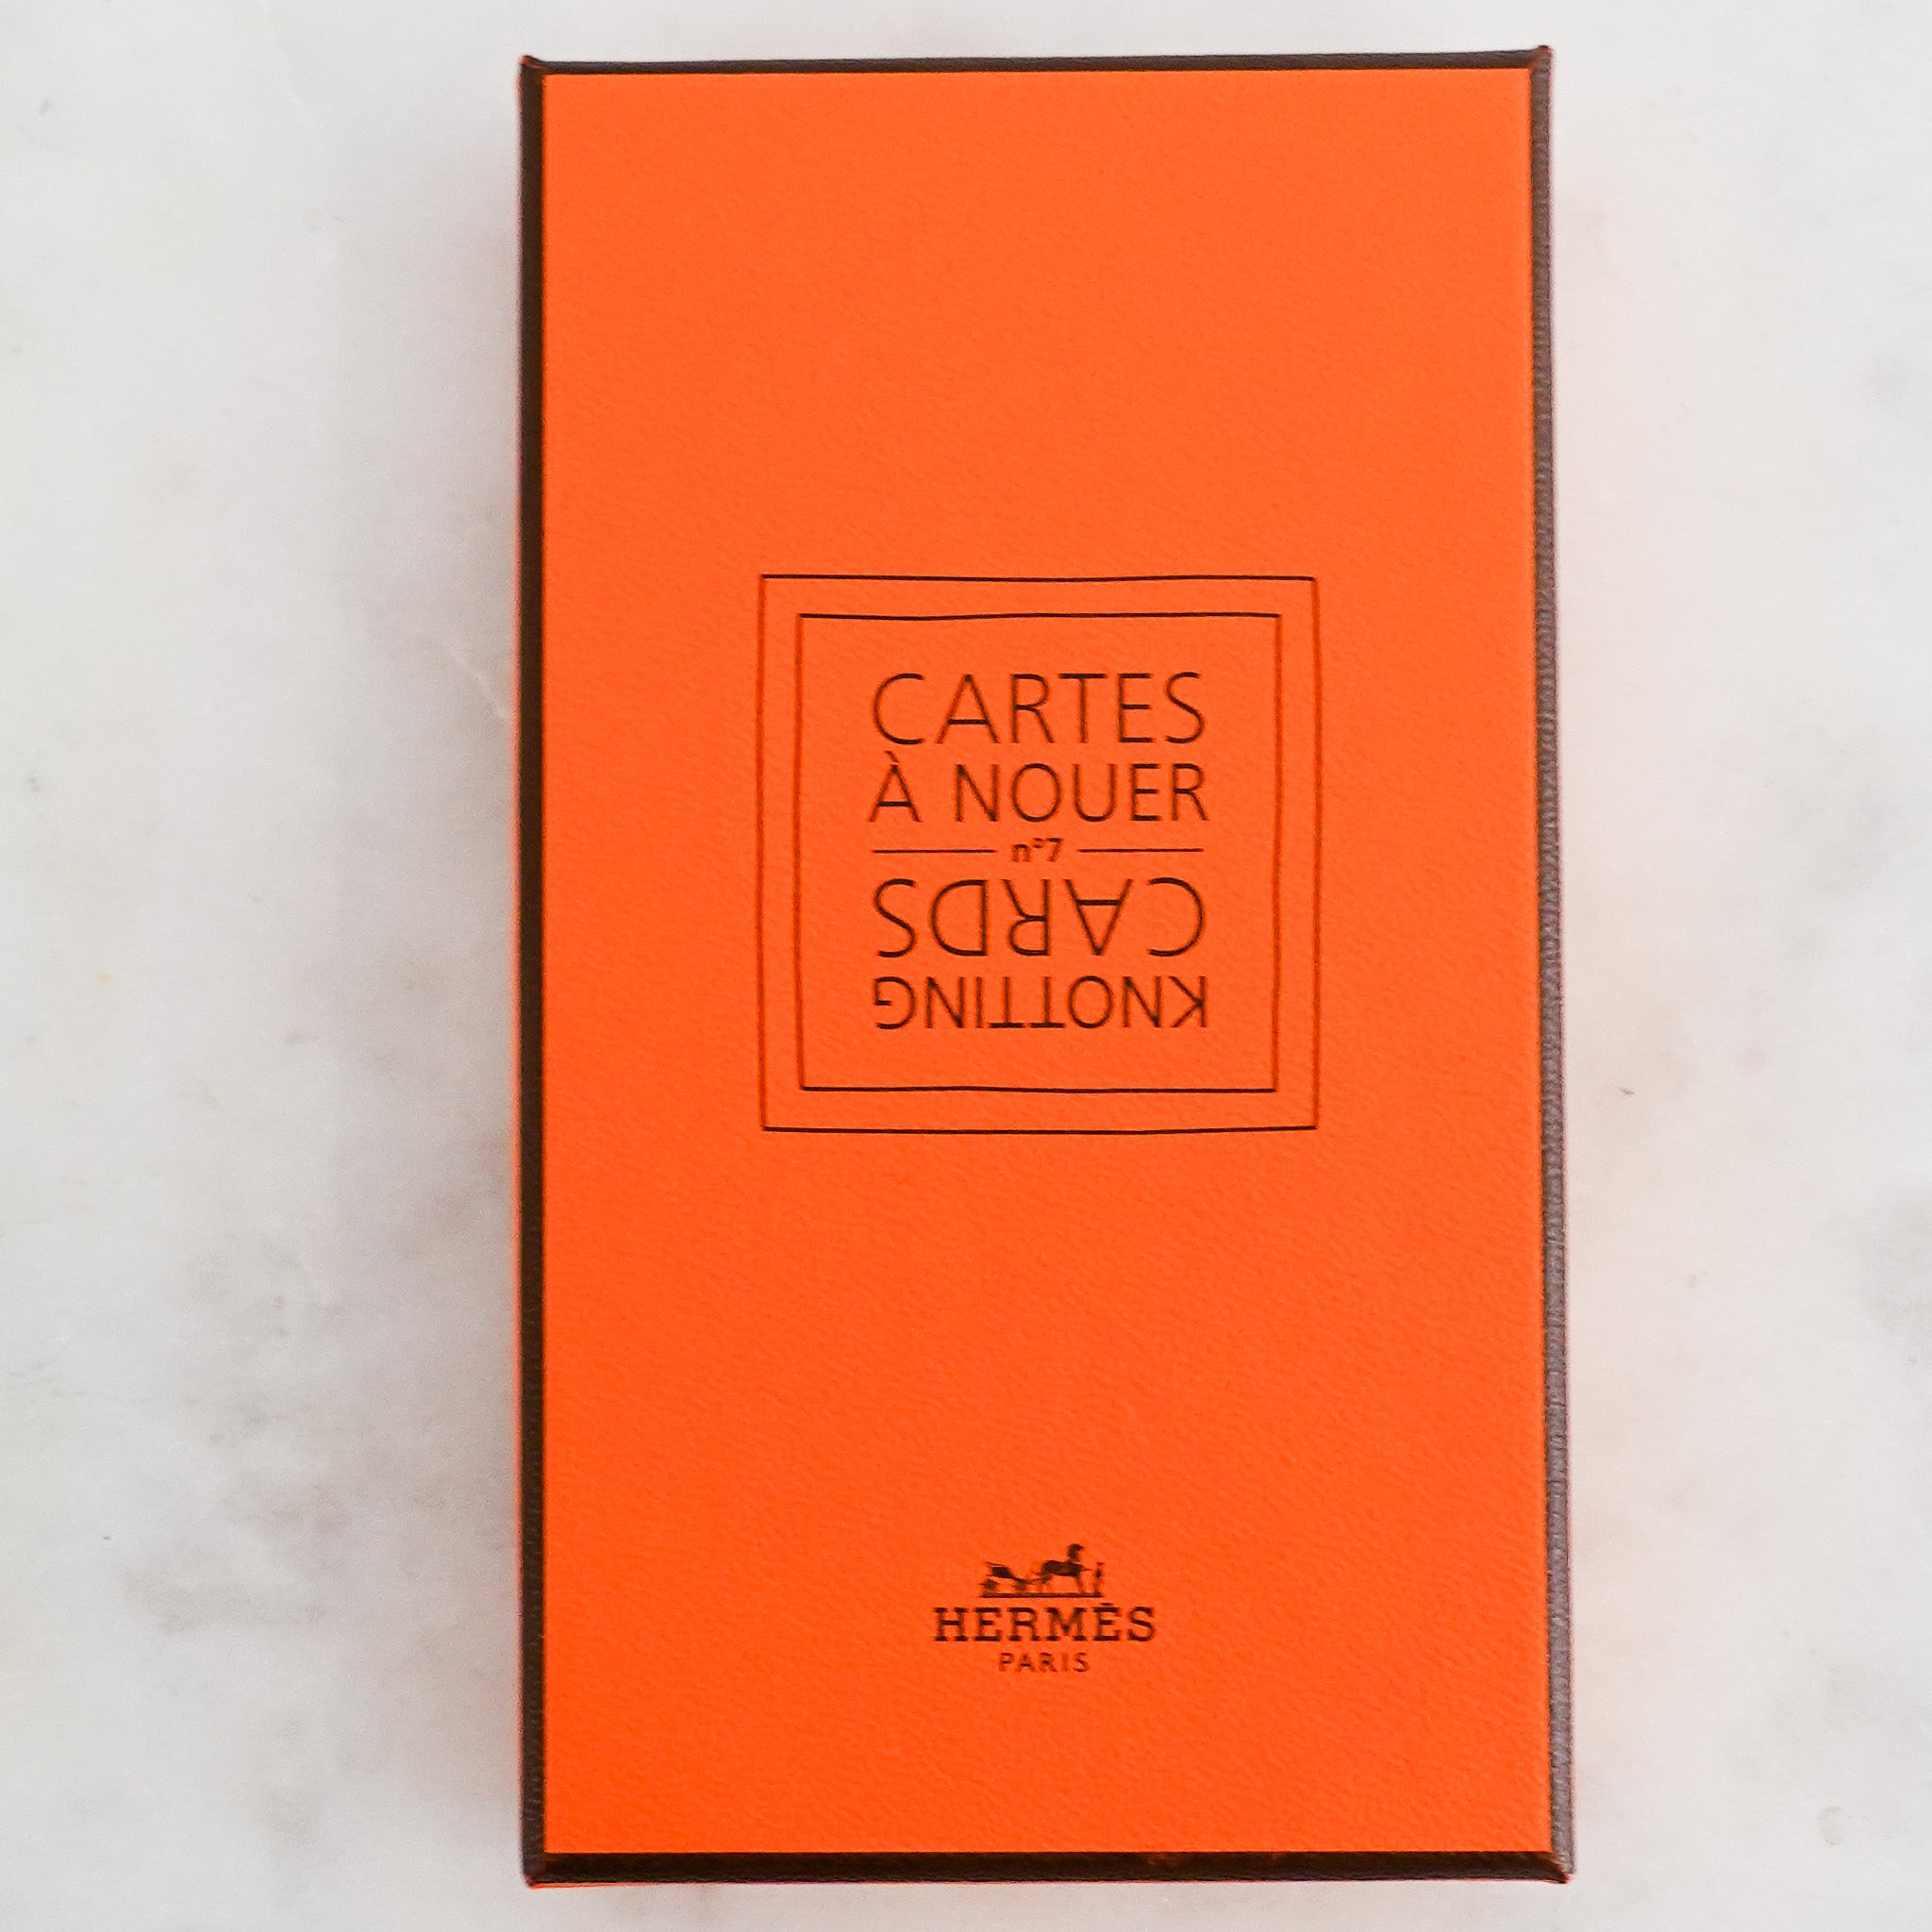 CARTES
À NOUER
n°7
CARDS
KNOTTING
HERMÈS
PARIS